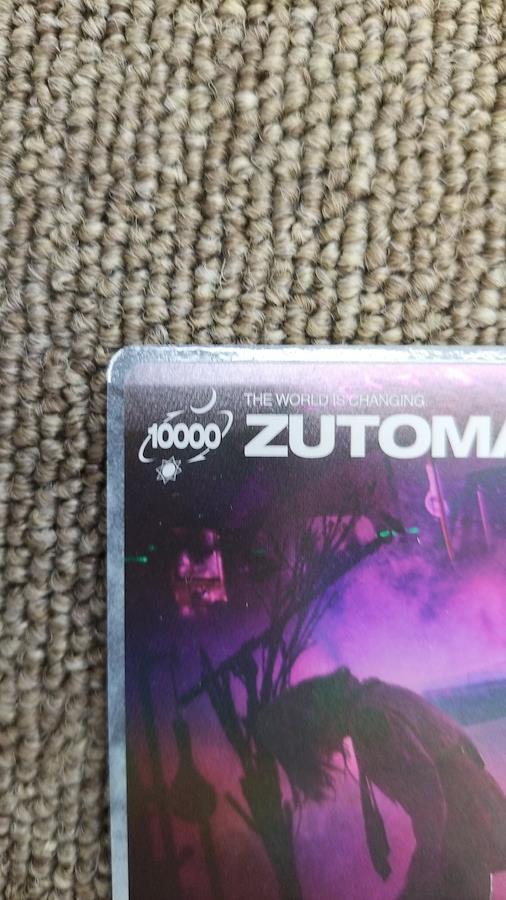 THE WORLD IS CHANGING
10000
ZUTOMA